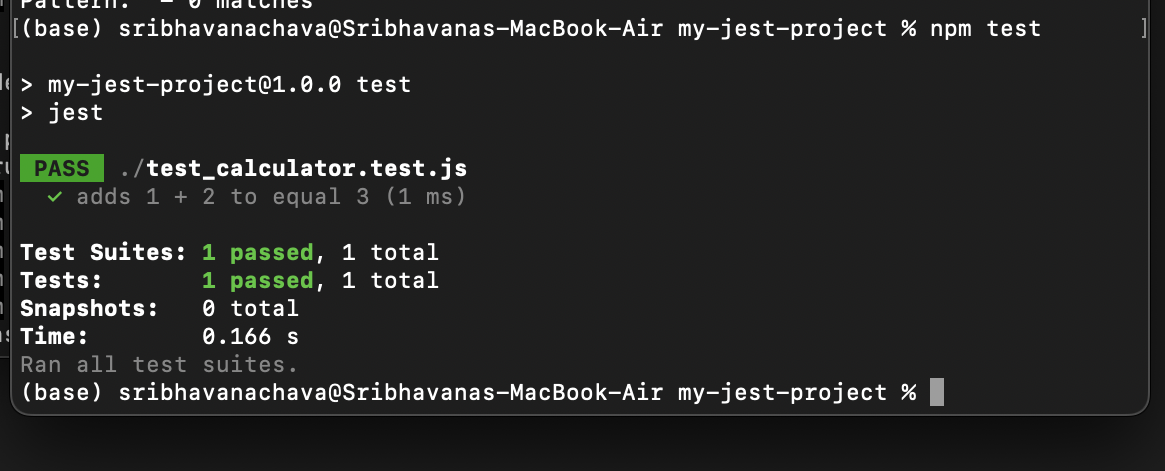 Pattern:  - 0 matches
[(base) sribhavanachava@Sribhavanas-MacBook-Air my-jest-project % npm test ]
> my-jest-project@1.0.0 test
> jest
PASS ./test_calculator.test.js
✓ adds 1 + 2 to equal 3 (1 ms)
Test Suites: 1 passed, 1 total
Tests: 1 passed, 1 total
Snapshots: 0 total
Time: 0.166 s
Ran all test suites.
(base) sribhavanachava@Sribhavanas-MacBook-Air my-jest-project %